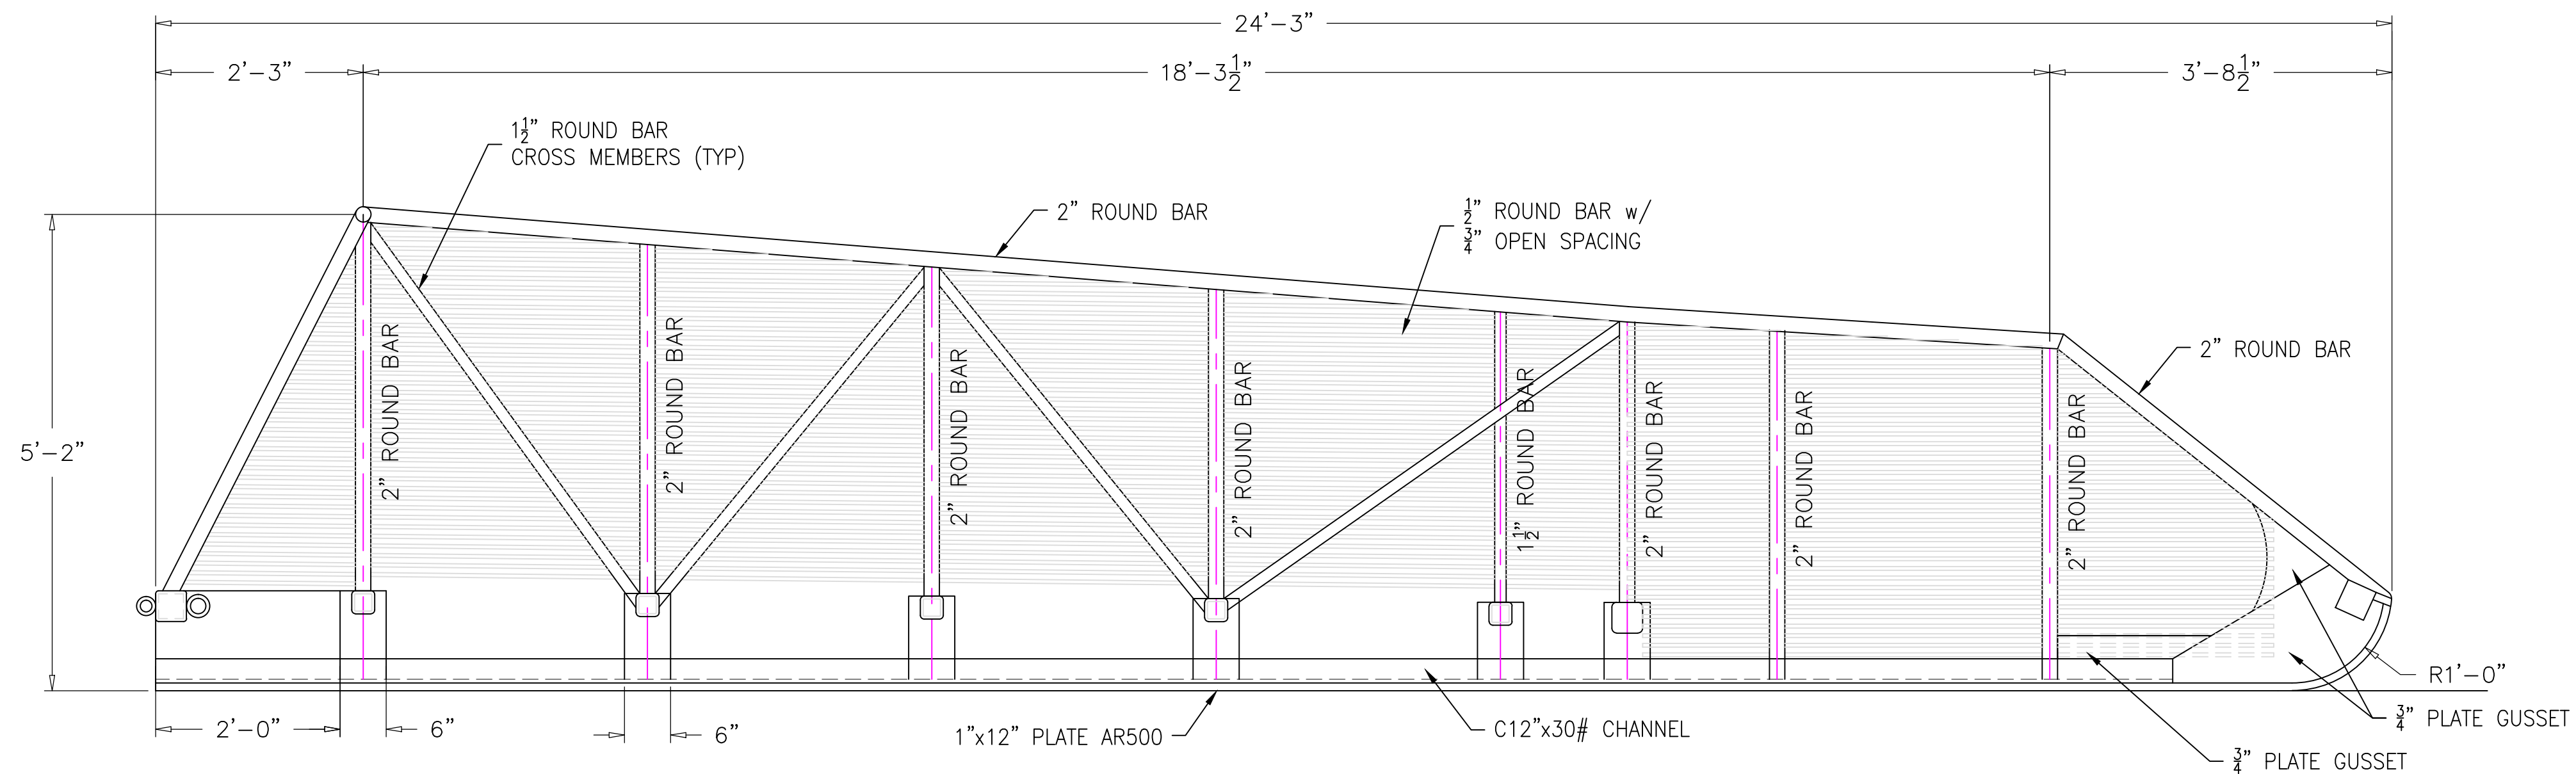 24'-3"
2'-3"
18'-3½"
3'-8½"
1½" ROUND BAR
CROSS MEMBERS (TYP)
2" ROUND BAR
½" ROUND BAR w/
¾" OPEN SPACING
2" ROUND BAR
5'-2"
2" ROUND BAR
2" ROUND BAR
2" ROUND BAR
2" ROUND BAR
1½" ROUND BAR
2" ROUND BAR
2" ROUND BAR
2" ROUND BAR
R1'-0"
2'-0"
6"
6"
1"x12" PLATE AR500
C12"x30# CHANNEL
¾" PLATE GUSSET
¾" PLATE GUSSET